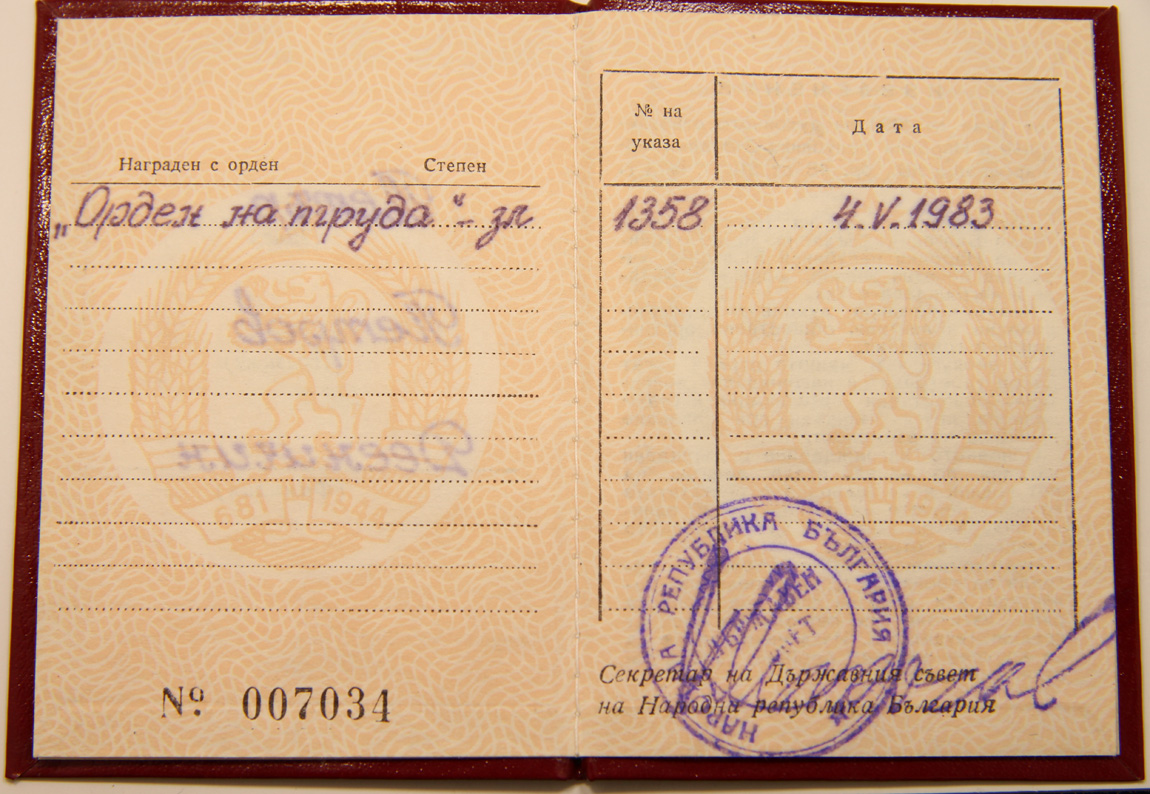 Награден с орден Степен
„Орден на труда“ - зл
№ 007034
№ на указа
Дата
1358 4.V.1983
НАРОДНА РЕПУБЛИКА БЪЛГАРИЯ
Секретар на Държавния съвет
на Народна република България